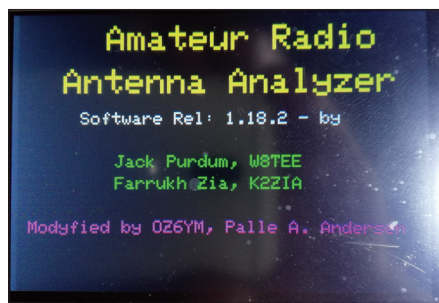 Amateur Radio
Antenna Analyzer
Software Rel: 1.18.2 - by
Jack Purdum, W8TEE
Farrukh Zia, K2ZIA
Modyfied by OZ6YM, Palle A. Andersen